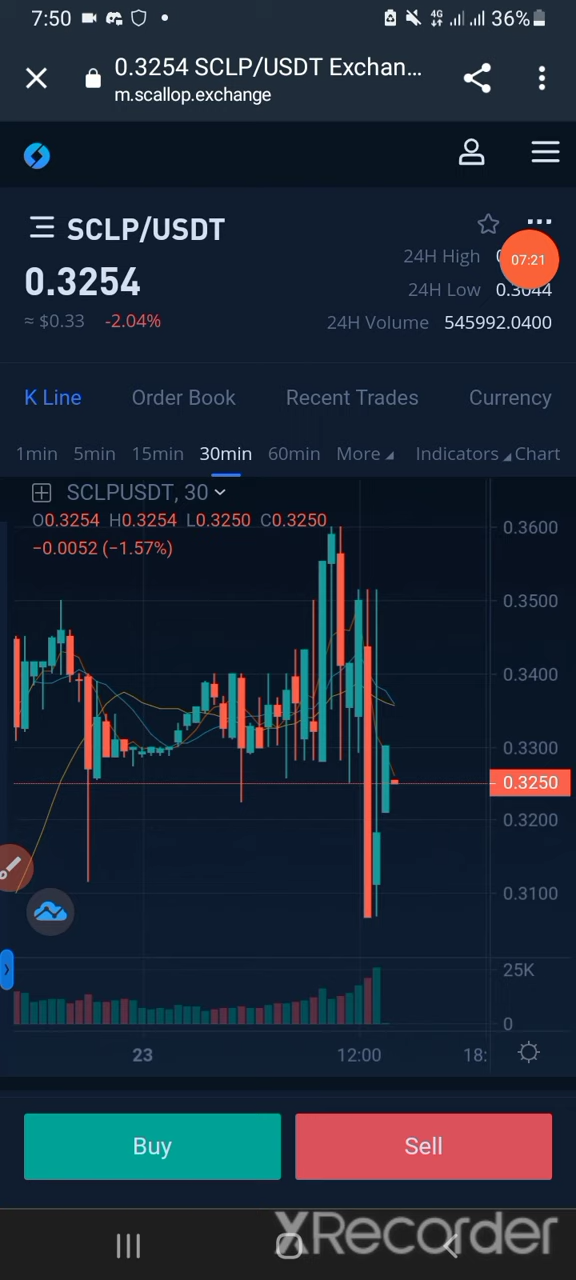 7:50 4G 36%
0.3254 SCLP/USDT Exchan...
m.scallop.exchange
SCLP/USDT
24H High
07:21
0.3254
24H Low 0.3044
≈ $0.33 -2.04%
24H Volume 545992.0400
K Line Order Book Recent Trades Currency
1min 5min 15min 30min 60min More Indicators Chart
SCLPUSDT, 30
O0.3254 H0.3254 L0.3250 C0.3250
−0.0052 (−1.57%)
0.3600
0.3500
0.3400
0.3300
0.3250
0.3200
0.3100
25K
0
23 12:00 18:
Buy Sell
XRecorder